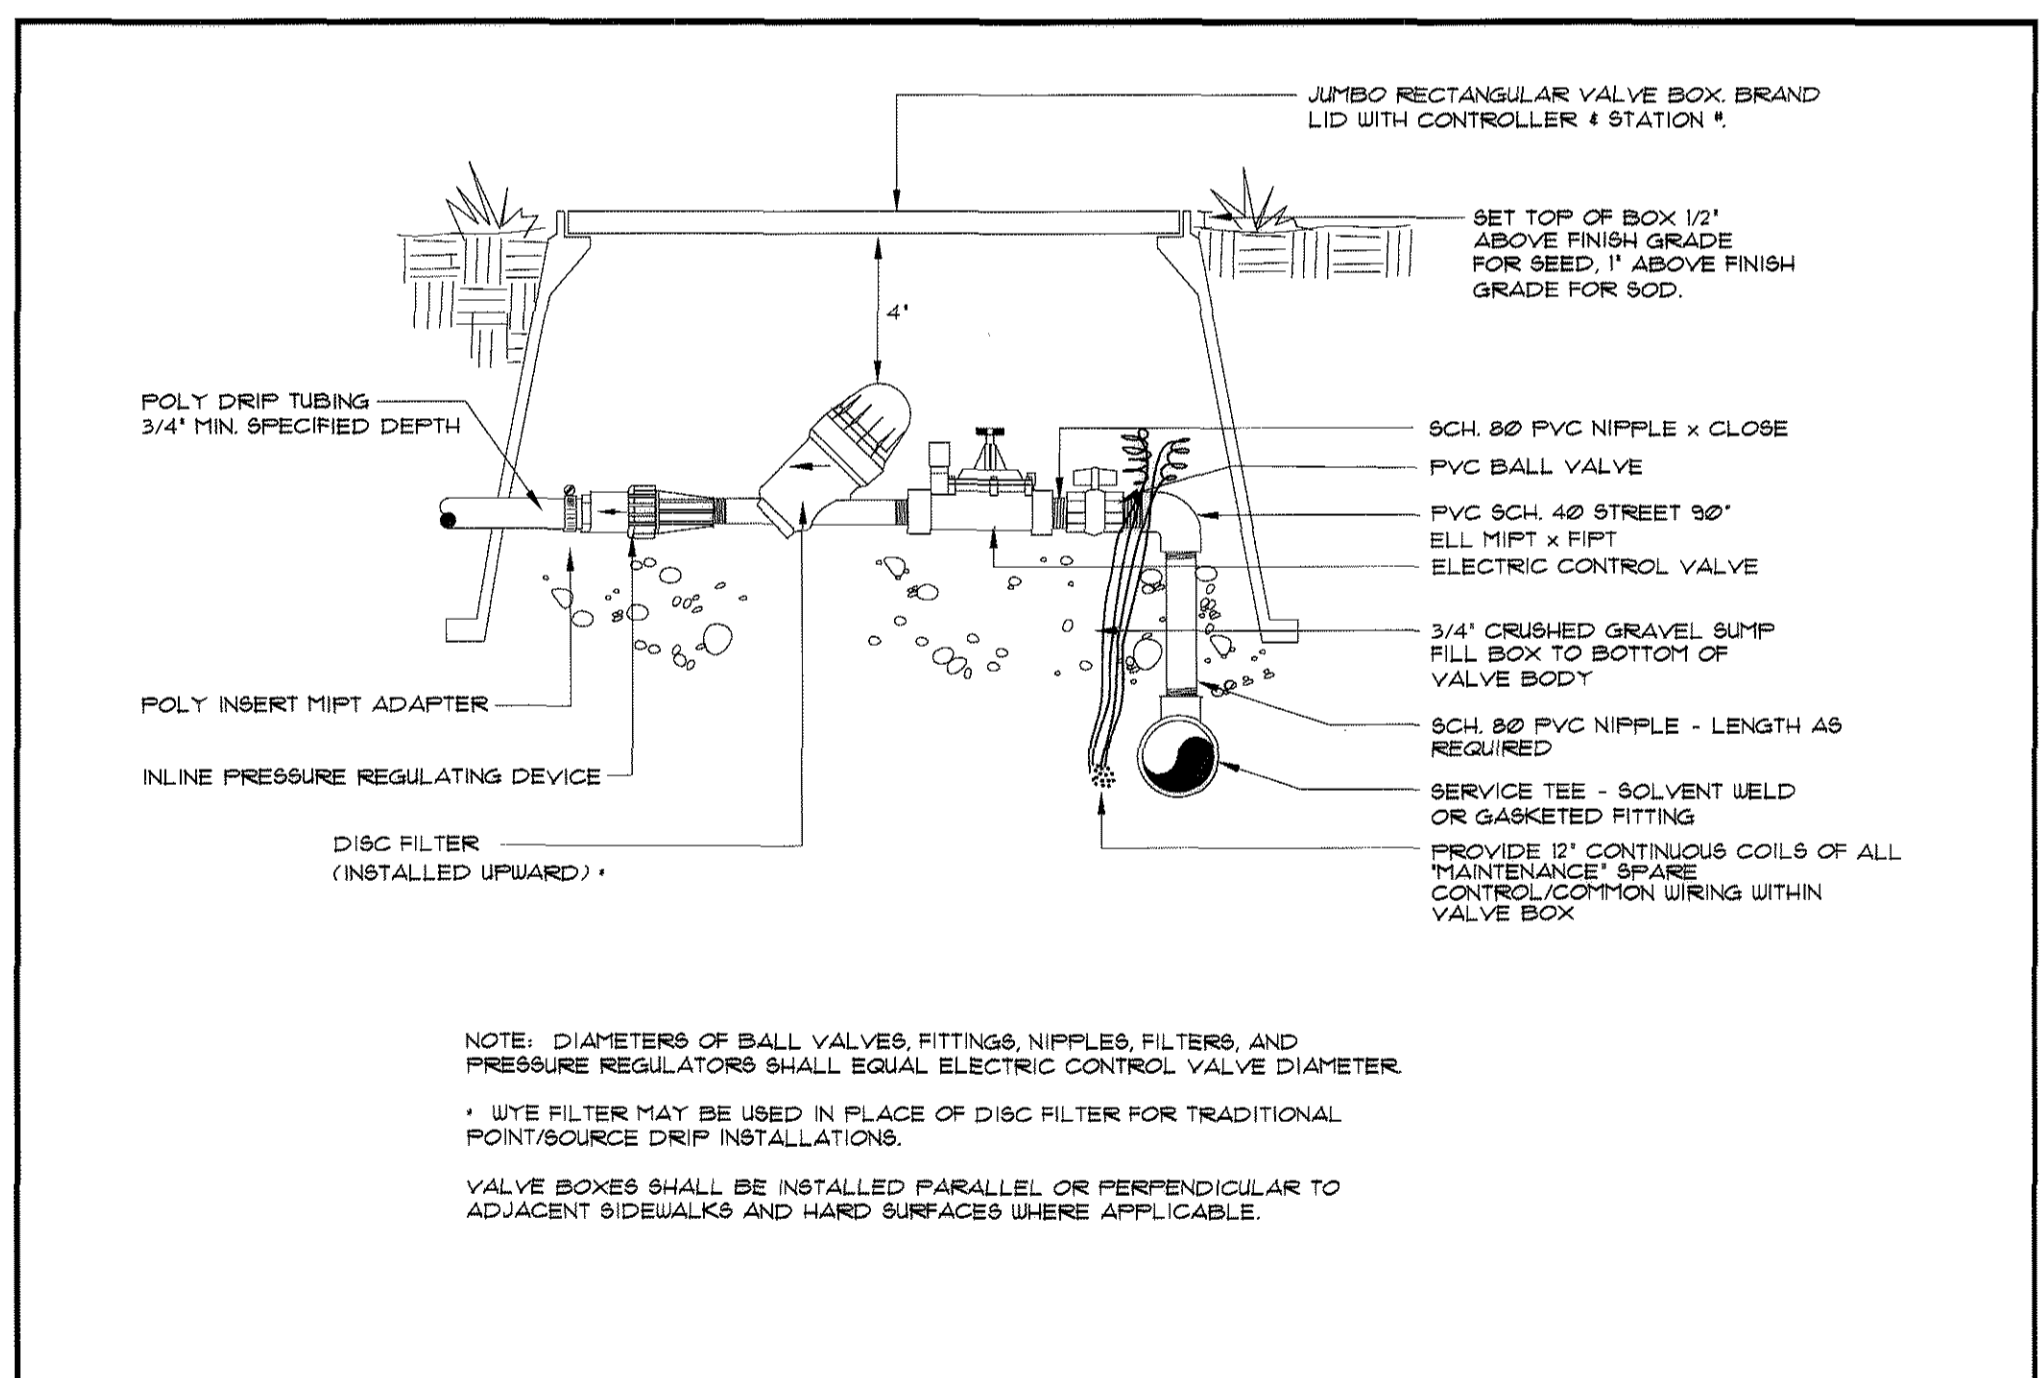 JUMBO RECTANGULAR VALVE BOX. BRAND
LID WITH CONTROLLER & STATION #.
SET TOP OF BOX 1/2"
ABOVE FINISH GRADE
FOR SEED, 1" ABOVE FINISH
GRADE FOR SOD.
4"
POLY DRIP TUBING
3/4" MIN. SPECIFIED DEPTH
SCH. 80 PVC NIPPLE x CLOSE
PVC BALL VALVE
PVC SCH. 40 STREET 90°
ELL MIPT x FIPT
ELECTRIC CONTROL VALVE
3/4" CRUSHED GRAVEL SUMP
FILL BOX TO BOTTOM OF
VALVE BODY
POLY INSERT MIPT ADAPTER
SCH. 80 PVC NIPPLE - LENGTH AS
REQUIRED
INLINE PRESSURE REGULATING DEVICE
SERVICE TEE - SOLVENT WELD
OR GASKETED FITTING
DISC FILTER
(INSTALLED UPWARD) *
PROVIDE 12" CONTINUOUS COILS OF ALL
"MAINTENANCE" SPARE
CONTROL/COMMON WIRING WITHIN
VALVE BOX
NOTE: DIAMETERS OF BALL VALVES, FITTINGS, NIPPLES, FILTERS, AND
PRESSURE REGULATORS SHALL EQUAL ELECTRIC CONTROL VALVE DIAMETER.
* WYE FILTER MAY BE USED IN PLACE OF DISC FILTER FOR TRADITIONAL
POINT/SOURCE DRIP INSTALLATIONS.
VALVE BOXES SHALL BE INSTALLED PARALLEL OR PERPENDICULAR TO
ADJACENT SIDEWALKS AND HARD SURFACES WHERE APPLICABLE.